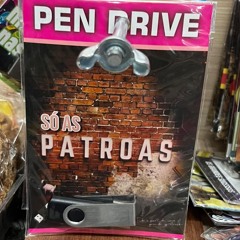 PEN DRIVE
SÓ AS
PATROAS